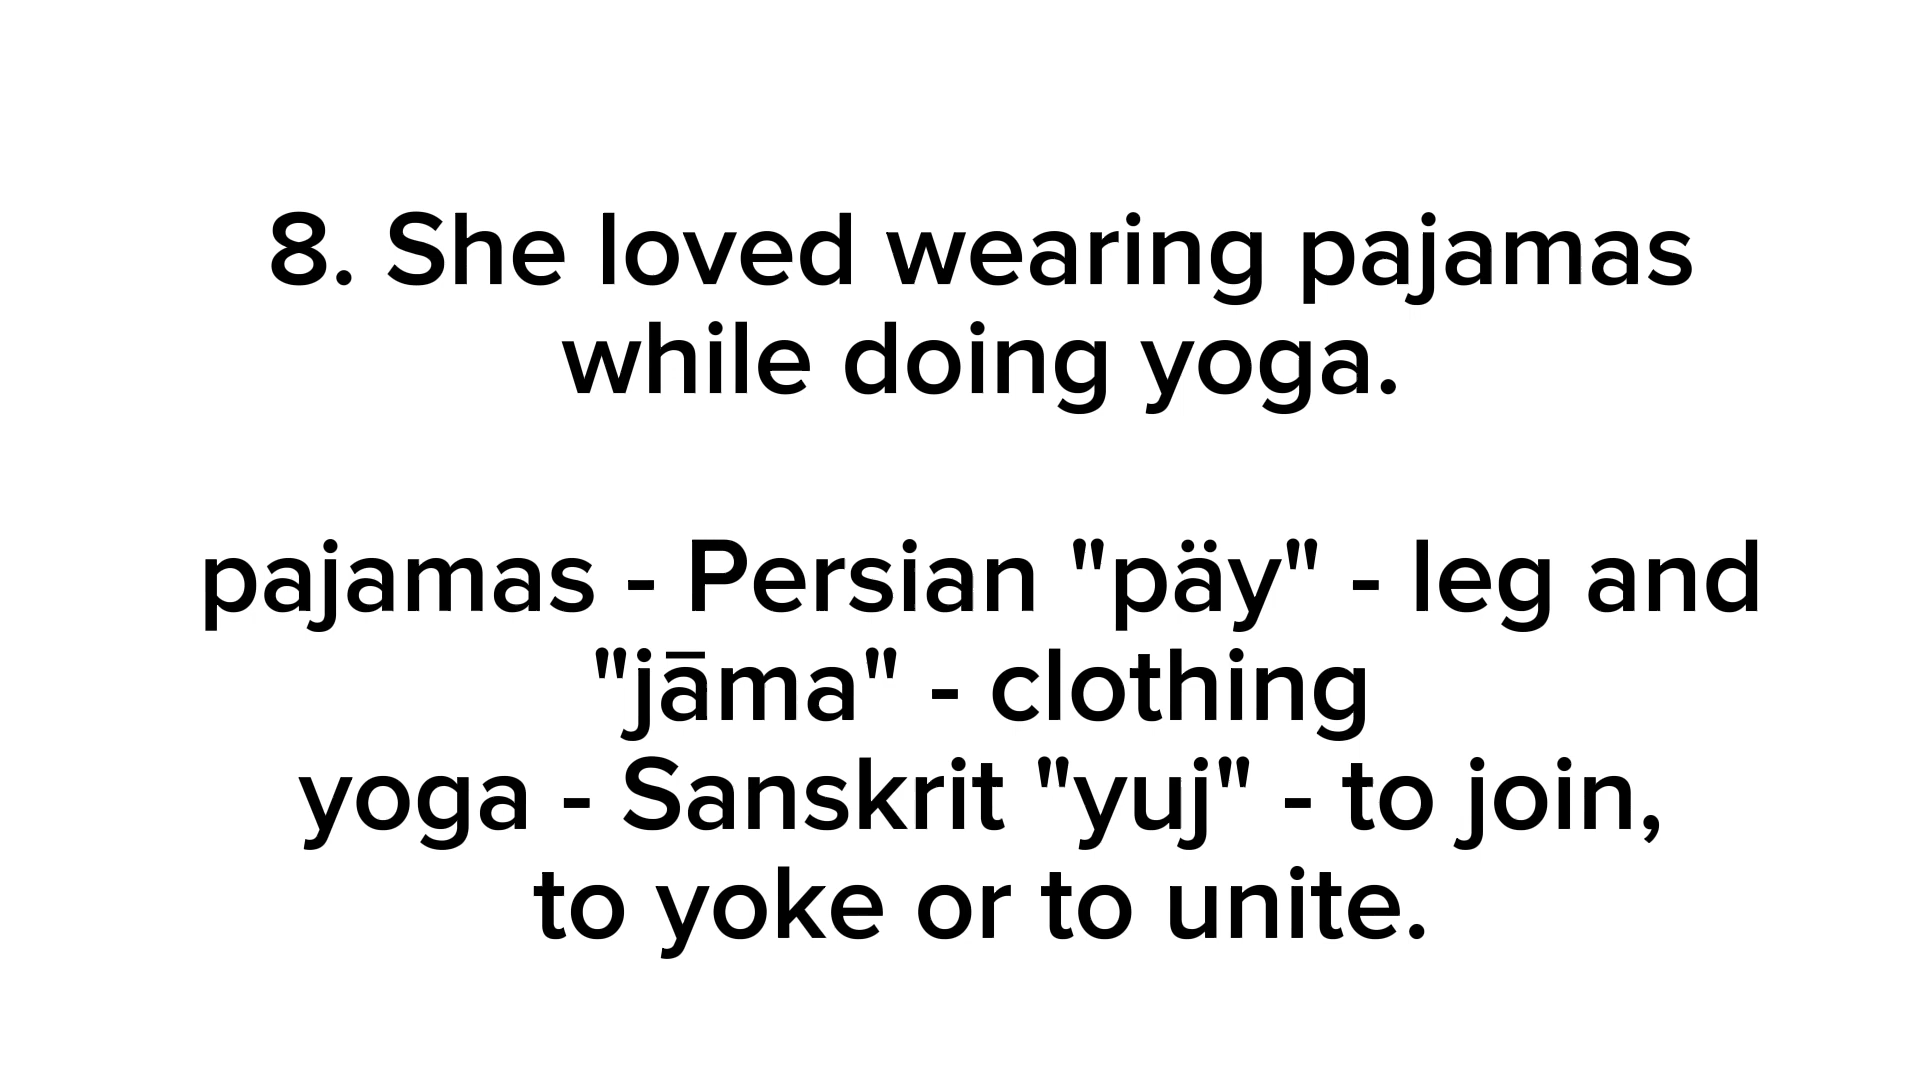 8. She loved wearing pajamas
while doing yoga.
pajamas - Persian "päy" - leg and
"jāma" - clothing
yoga - Sanskrit "yuj" - to join,
to yoke or to unite.